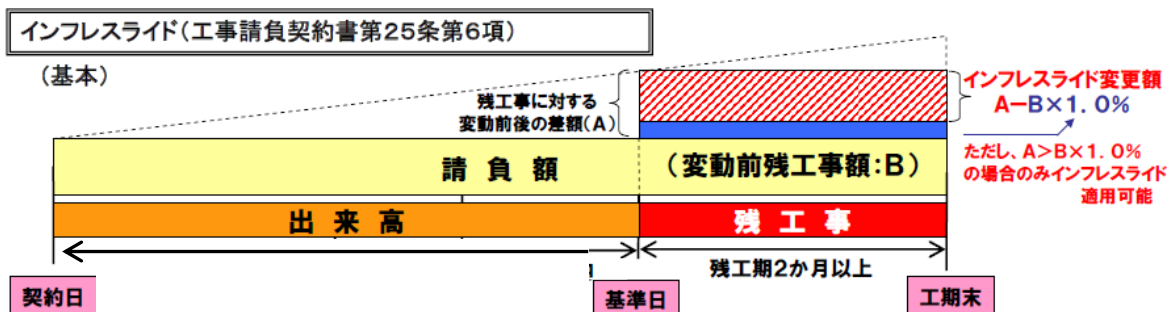 インフレスライド(工事請負契約書第25条第6項)
(基本)
残工事に対する
変動前後の差額(A)
インフレスライド変更額
A－B×1．0%
ただし、A＞B×1．0%
の場合のみインフレスライド
適用可能
請 負 額
(変動前残工事額:B)
出 来 高
残 工 事
残工期2か月以上
契約日
基準日
工期末